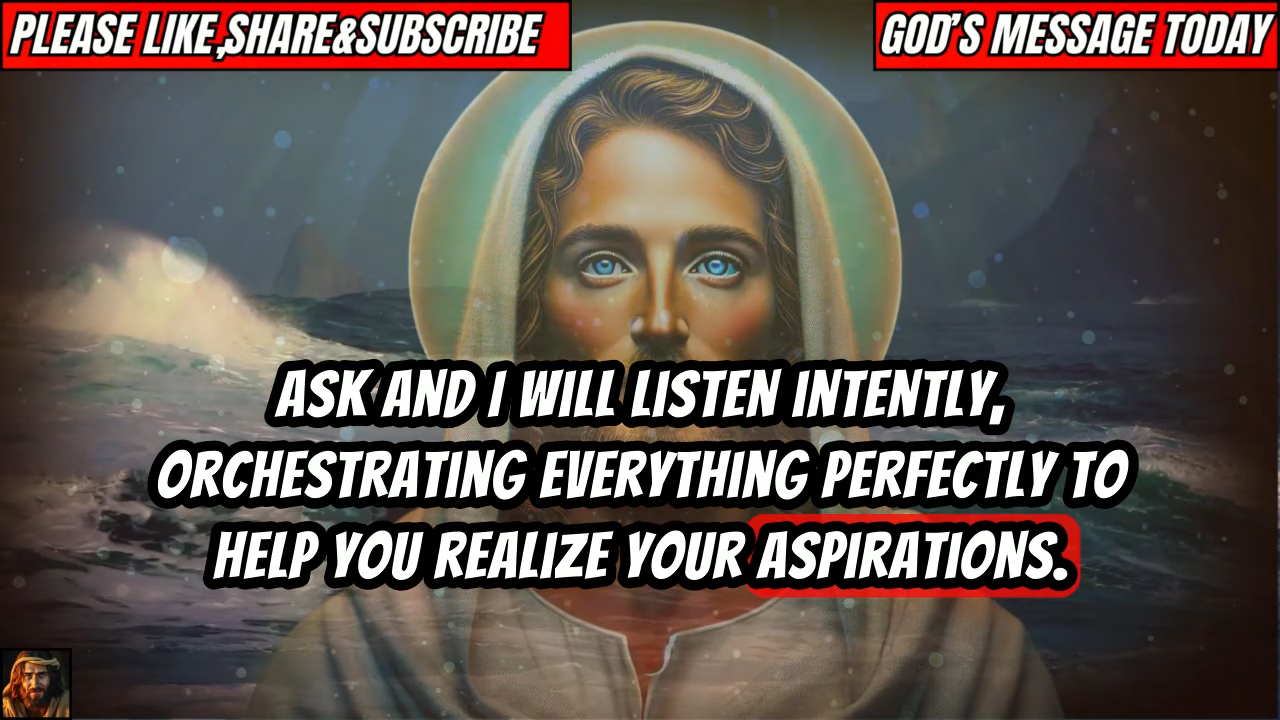 PLEASE LIKE,SHARE&SUBSCRIBE
GOD'S MESSAGE TODAY
ASK AND I WILL LISTEN INTENTLY,
ORCHESTRATING EVERYTHING PERFECTLY TO
HELP YOU REALIZE YOUR ASPIRATIONS.